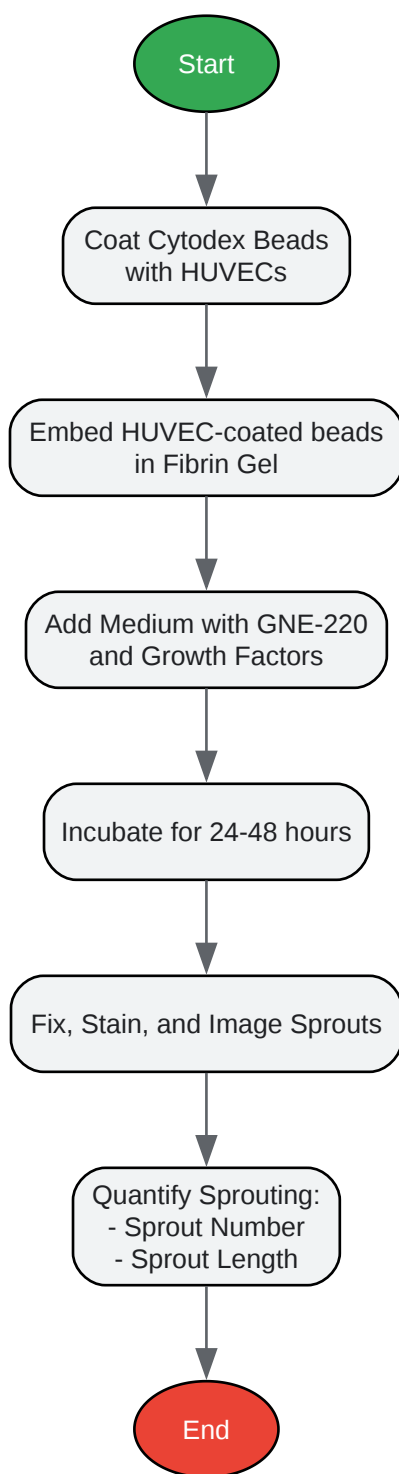 Start
Coat Cytodex Beads
with HUVECs
Embed HUVEC-coated beads
in Fibrin Gel
Add Medium with GNE-220
and Growth Factors
Incubate for 24-48 hours
Fix, Stain, and Image Sprouts
Quantify Sprouting:
- Sprout Number
- Sprout Length
End